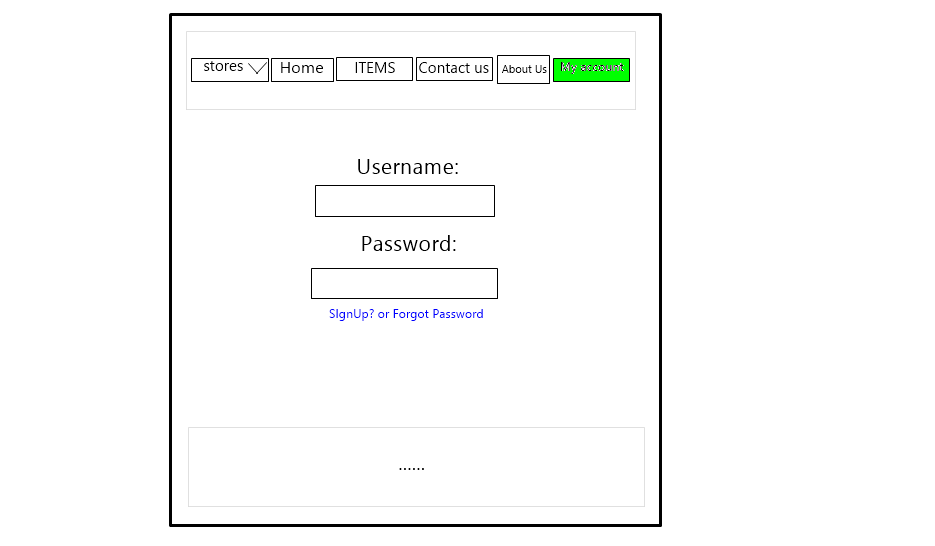 stores Home ITEMS Contact us About Us My account
Username:
Password:
SIgnUp? or Forgot Password
......